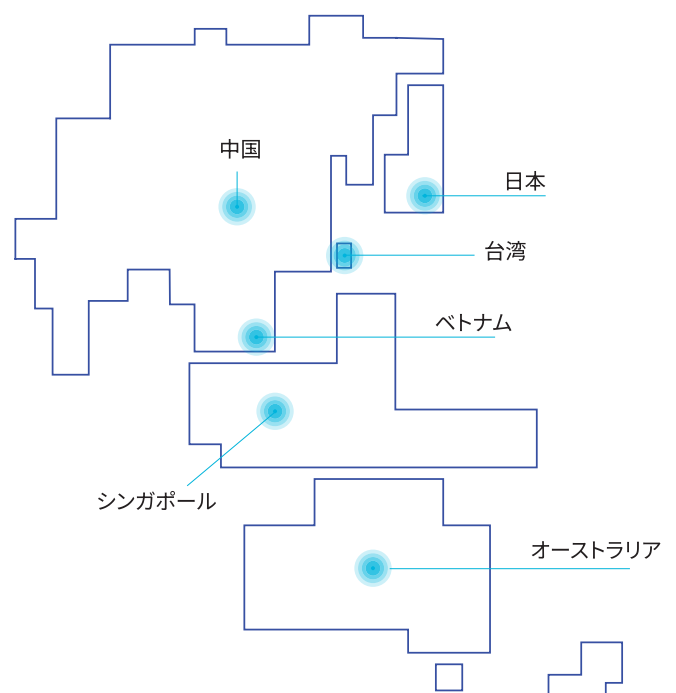 中国
日本
台湾
ベトナム
シンガポール
オーストラリア